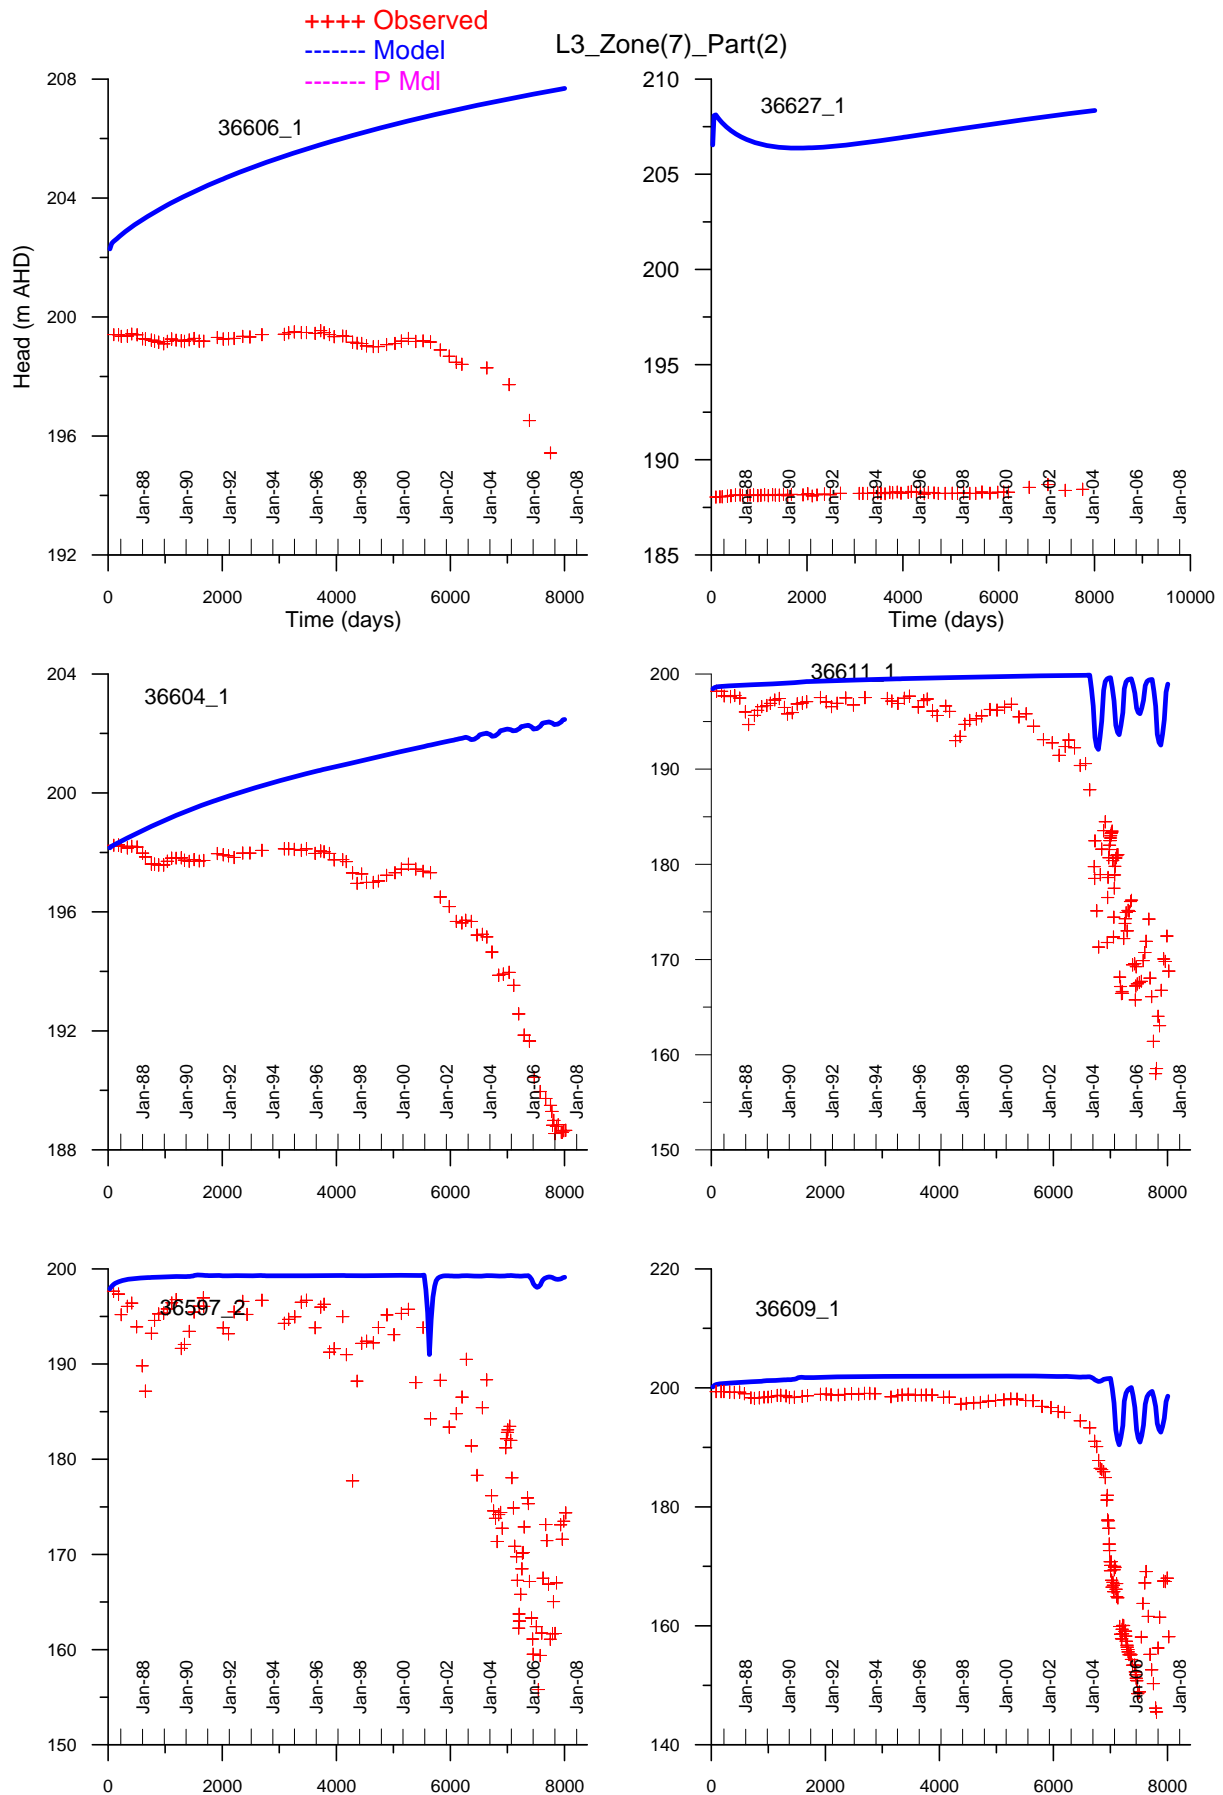 ++++ Observed
------- Model
------- P Mdl
L3_Zone(7)_Part(2)
Head (m AHD)
36606_1
208
204
200
196
192
Jan-88 Jan-90 Jan-92 Jan-94 Jan-96 Jan-98 Jan-00 Jan-02 Jan-04 Jan-06 Jan-08
0 2000 4000 6000 8000
Time (days)
36627_1
210
205
200
195
190
185
Jan-88 Jan-90 Jan-92 Jan-94 Jan-96 Jan-98 Jan-00 Jan-02 Jan-04 Jan-06 Jan-08
0 2000 4000 6000 8000 10000
Time (days)
36604_1
204
200
196
192
188
Jan-88 Jan-90 Jan-92 Jan-94 Jan-96 Jan-98 Jan-00 Jan-02 Jan-04 Jan-06 Jan-08
0 2000 4000 6000 8000
36611_1
200
190
180
170
160
150
Jan-88 Jan-90 Jan-92 Jan-94 Jan-96 Jan-98 Jan-00 Jan-02 Jan-04 Jan-06 Jan-08
0 2000 4000 6000 8000
36597_2
200
190
180
170
160
150
Jan-88 Jan-90 Jan-92 Jan-94 Jan-96 Jan-98 Jan-00 Jan-02 Jan-04 Jan-06 Jan-08
0 2000 4000 6000 8000
36609_1
220
200
180
160
140
Jan-88 Jan-90 Jan-92 Jan-94 Jan-96 Jan-98 Jan-00 Jan-02 Jan-04 Jan-06 Jan-08
0 2000 4000 6000 8000